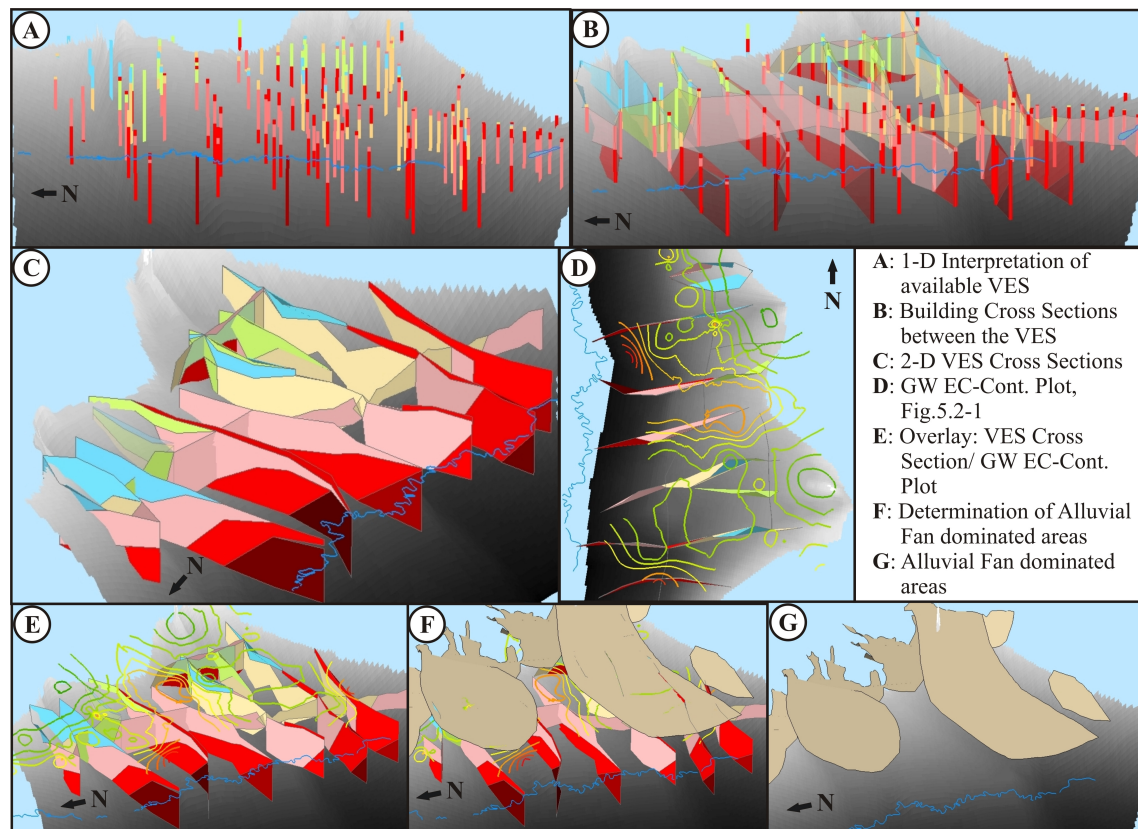 A
N
B
N
C
N
D
N
A: 1-D Interpretation of
available VES
B: Building Cross Sections
between the VES
C: 2-D VES Cross Sections
D: GW EC-Cont. Plot,
Fig.5.2-1
E: Overlay: VES Cross
Section/ GW EC-Cont.
Plot
F: Determination of Alluvial
Fan dominated areas
G: Alluvial Fan dominated
areas
E
N
F
N
G
N